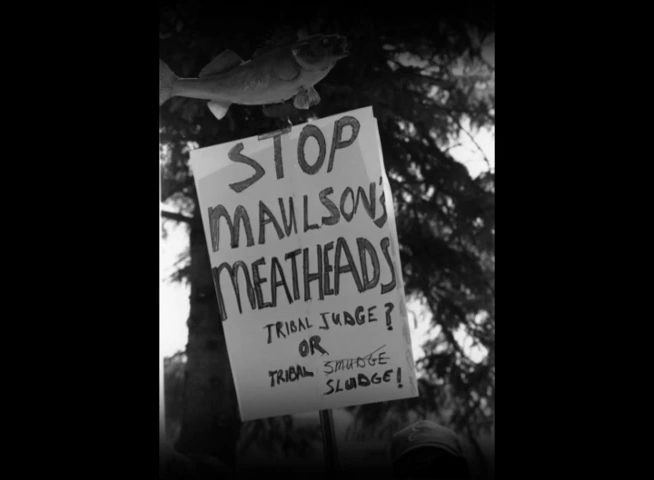 STOP
MAULSON'S
MEATHEADS
TRIBAL JUDGE?
OR
TRIBAL SMUDGE
SLUDGE!